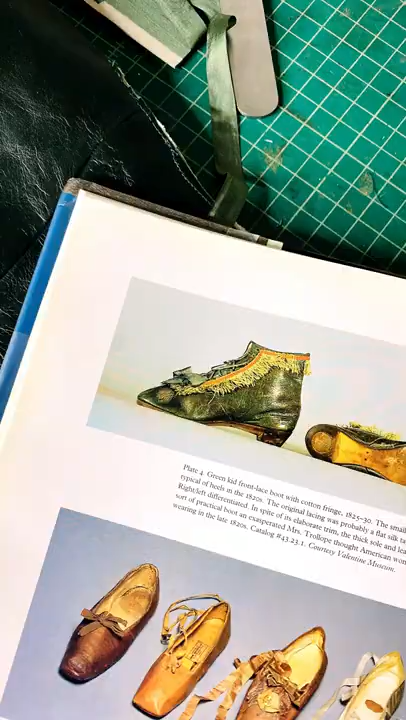 Plate 4. Green kid front-lace boot with cotton fringe, 1825–30. The small
typical of heels in the 1820s. The original lacing was probably a flat silk
Right/left differentiated. In spite of its elaborate trim, the thick sole and
sort of practical boot an exasperated Mrs. Trollope thought American
wearing in the late 1820s. Catalog #43.23.1. Courtesy Valentine Museum.